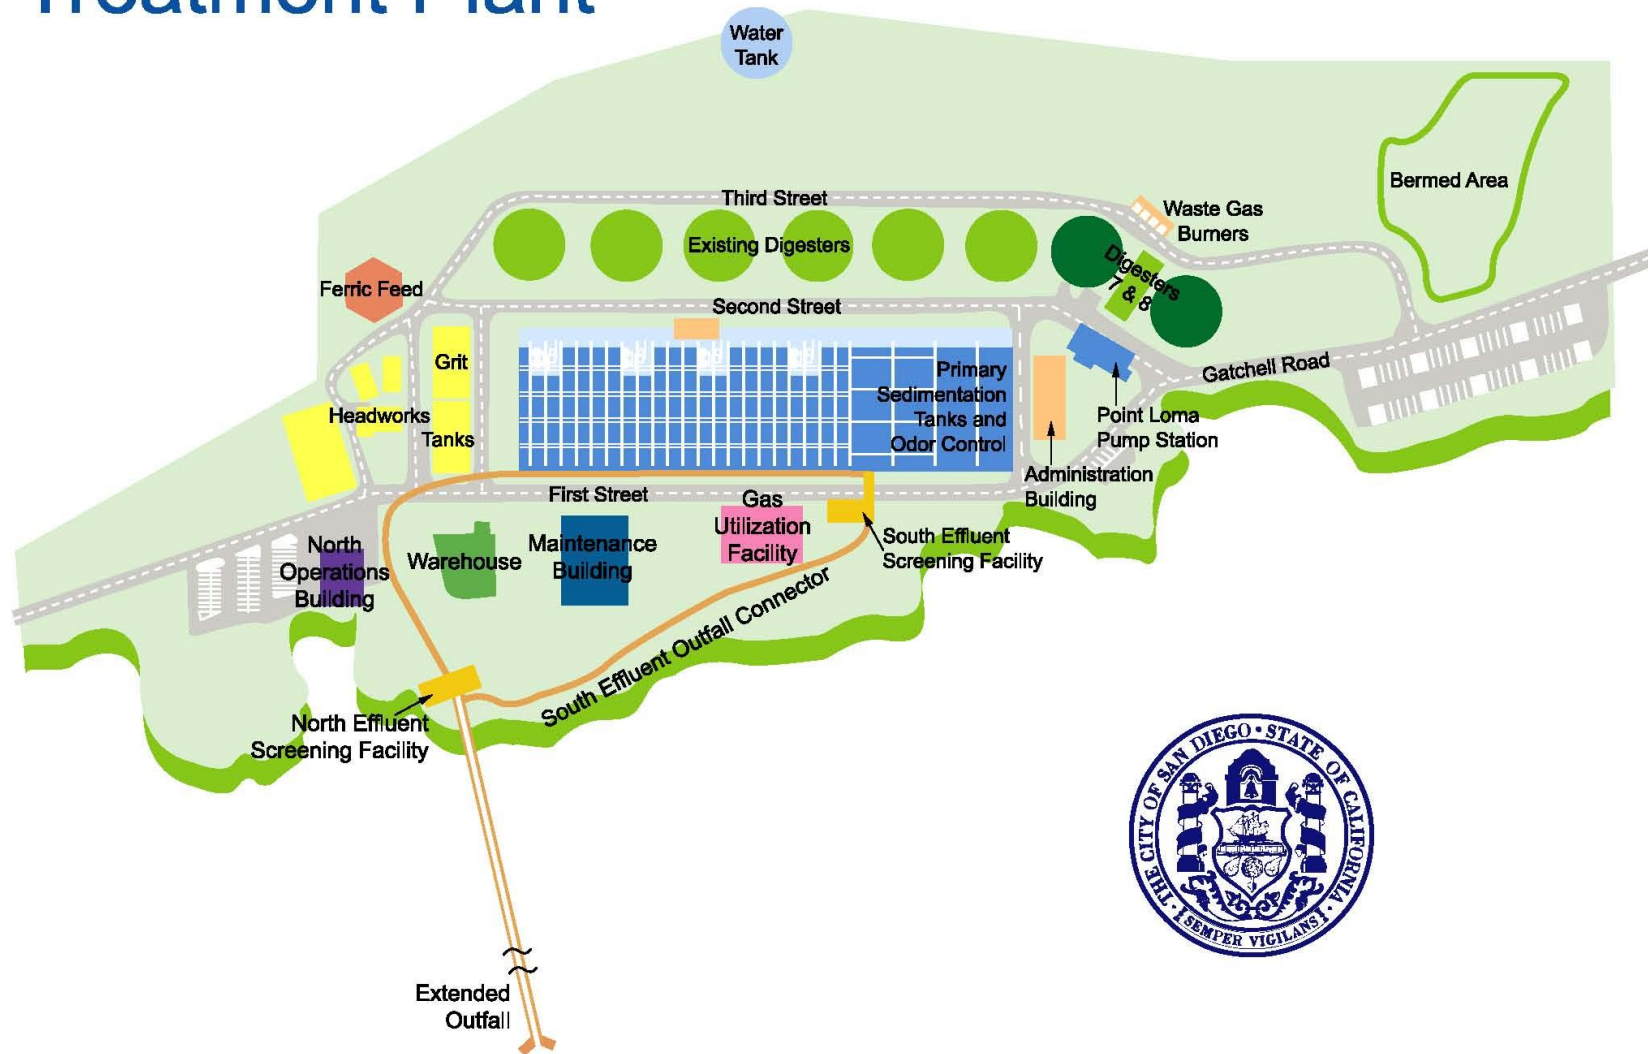 Treatment Plant
Water
Tank
Third Street
Existing Digesters
Waste Gas
Burners
Digesters
7 & 8
Bermed Area
Ferric Feed
Second Street
Grit
Tanks
Headworks
Primary
Sedimentation
Tanks and
Odor Control
Gatchell Road
Point Loma
Pump Station
Administration
Building
First Street
Gas
Utilization
Facility
South Effluent
Screening Facility
North
Operations
Building
Warehouse
Maintenance
Building
South Effluent Outfall Connector
North Effluent
Screening Facility
Extended
Outfall
THE CITY OF SAN DIEGO • STATE OF CALIFORNIA
SEMPER VIGILANS